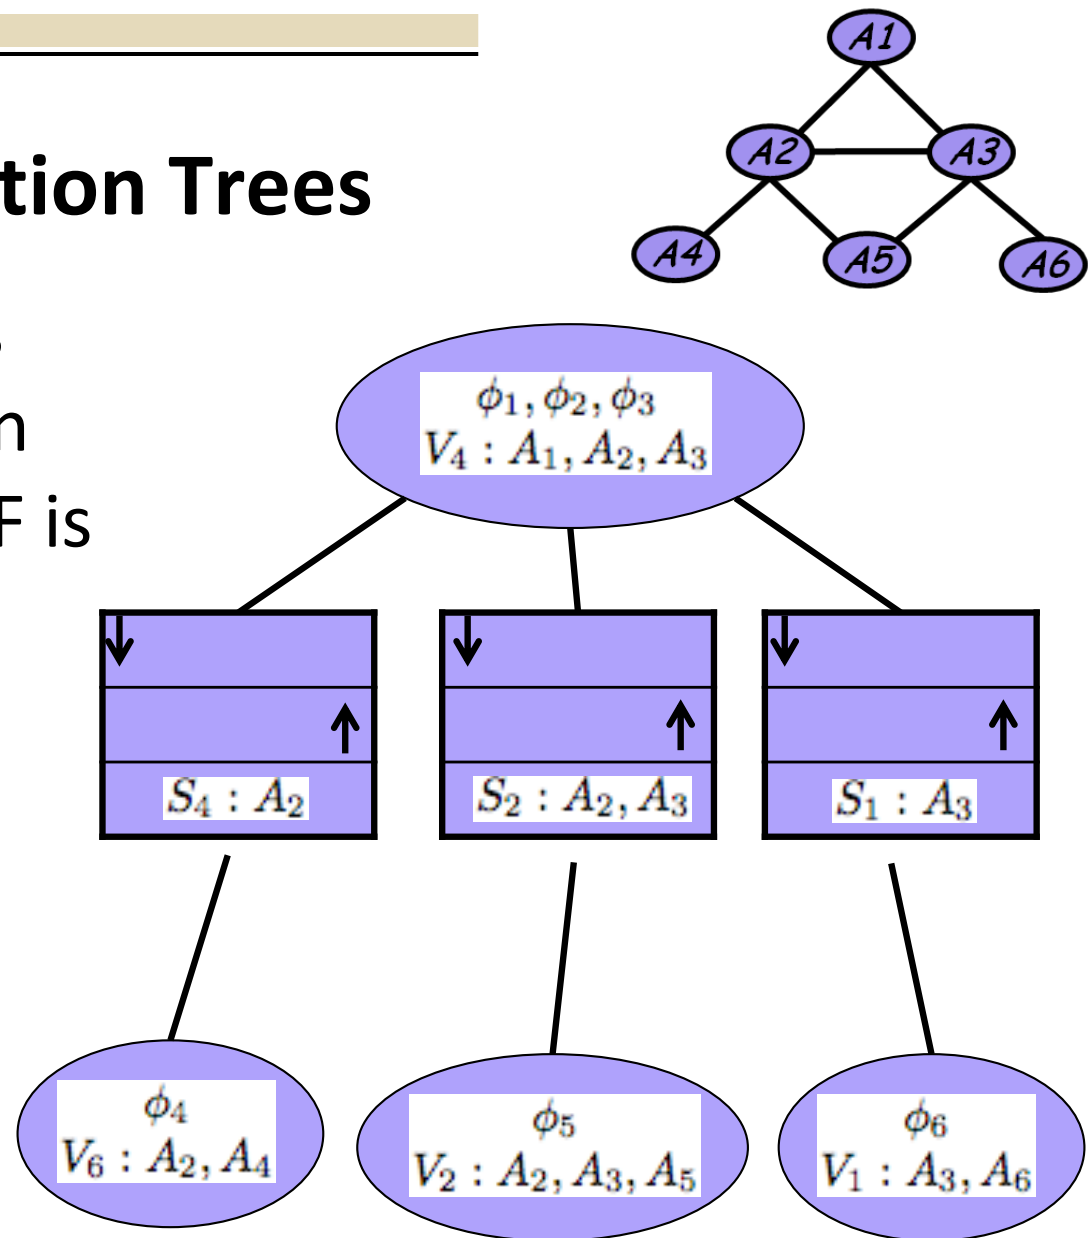 A1
A2 A3
A4 A5 A6
tion Trees
n
F is
ϕ₁, ϕ₂, ϕ₃
V₄ : A₁, A₂, A₃
S₄ : A₂
S₂ : A₂, A₃
S₁ : A₃
ϕ₄
V₆ : A₂, A₄
ϕ₅
V₂ : A₂, A₃, A₅
ϕ₆
V₁ : A₃, A₆